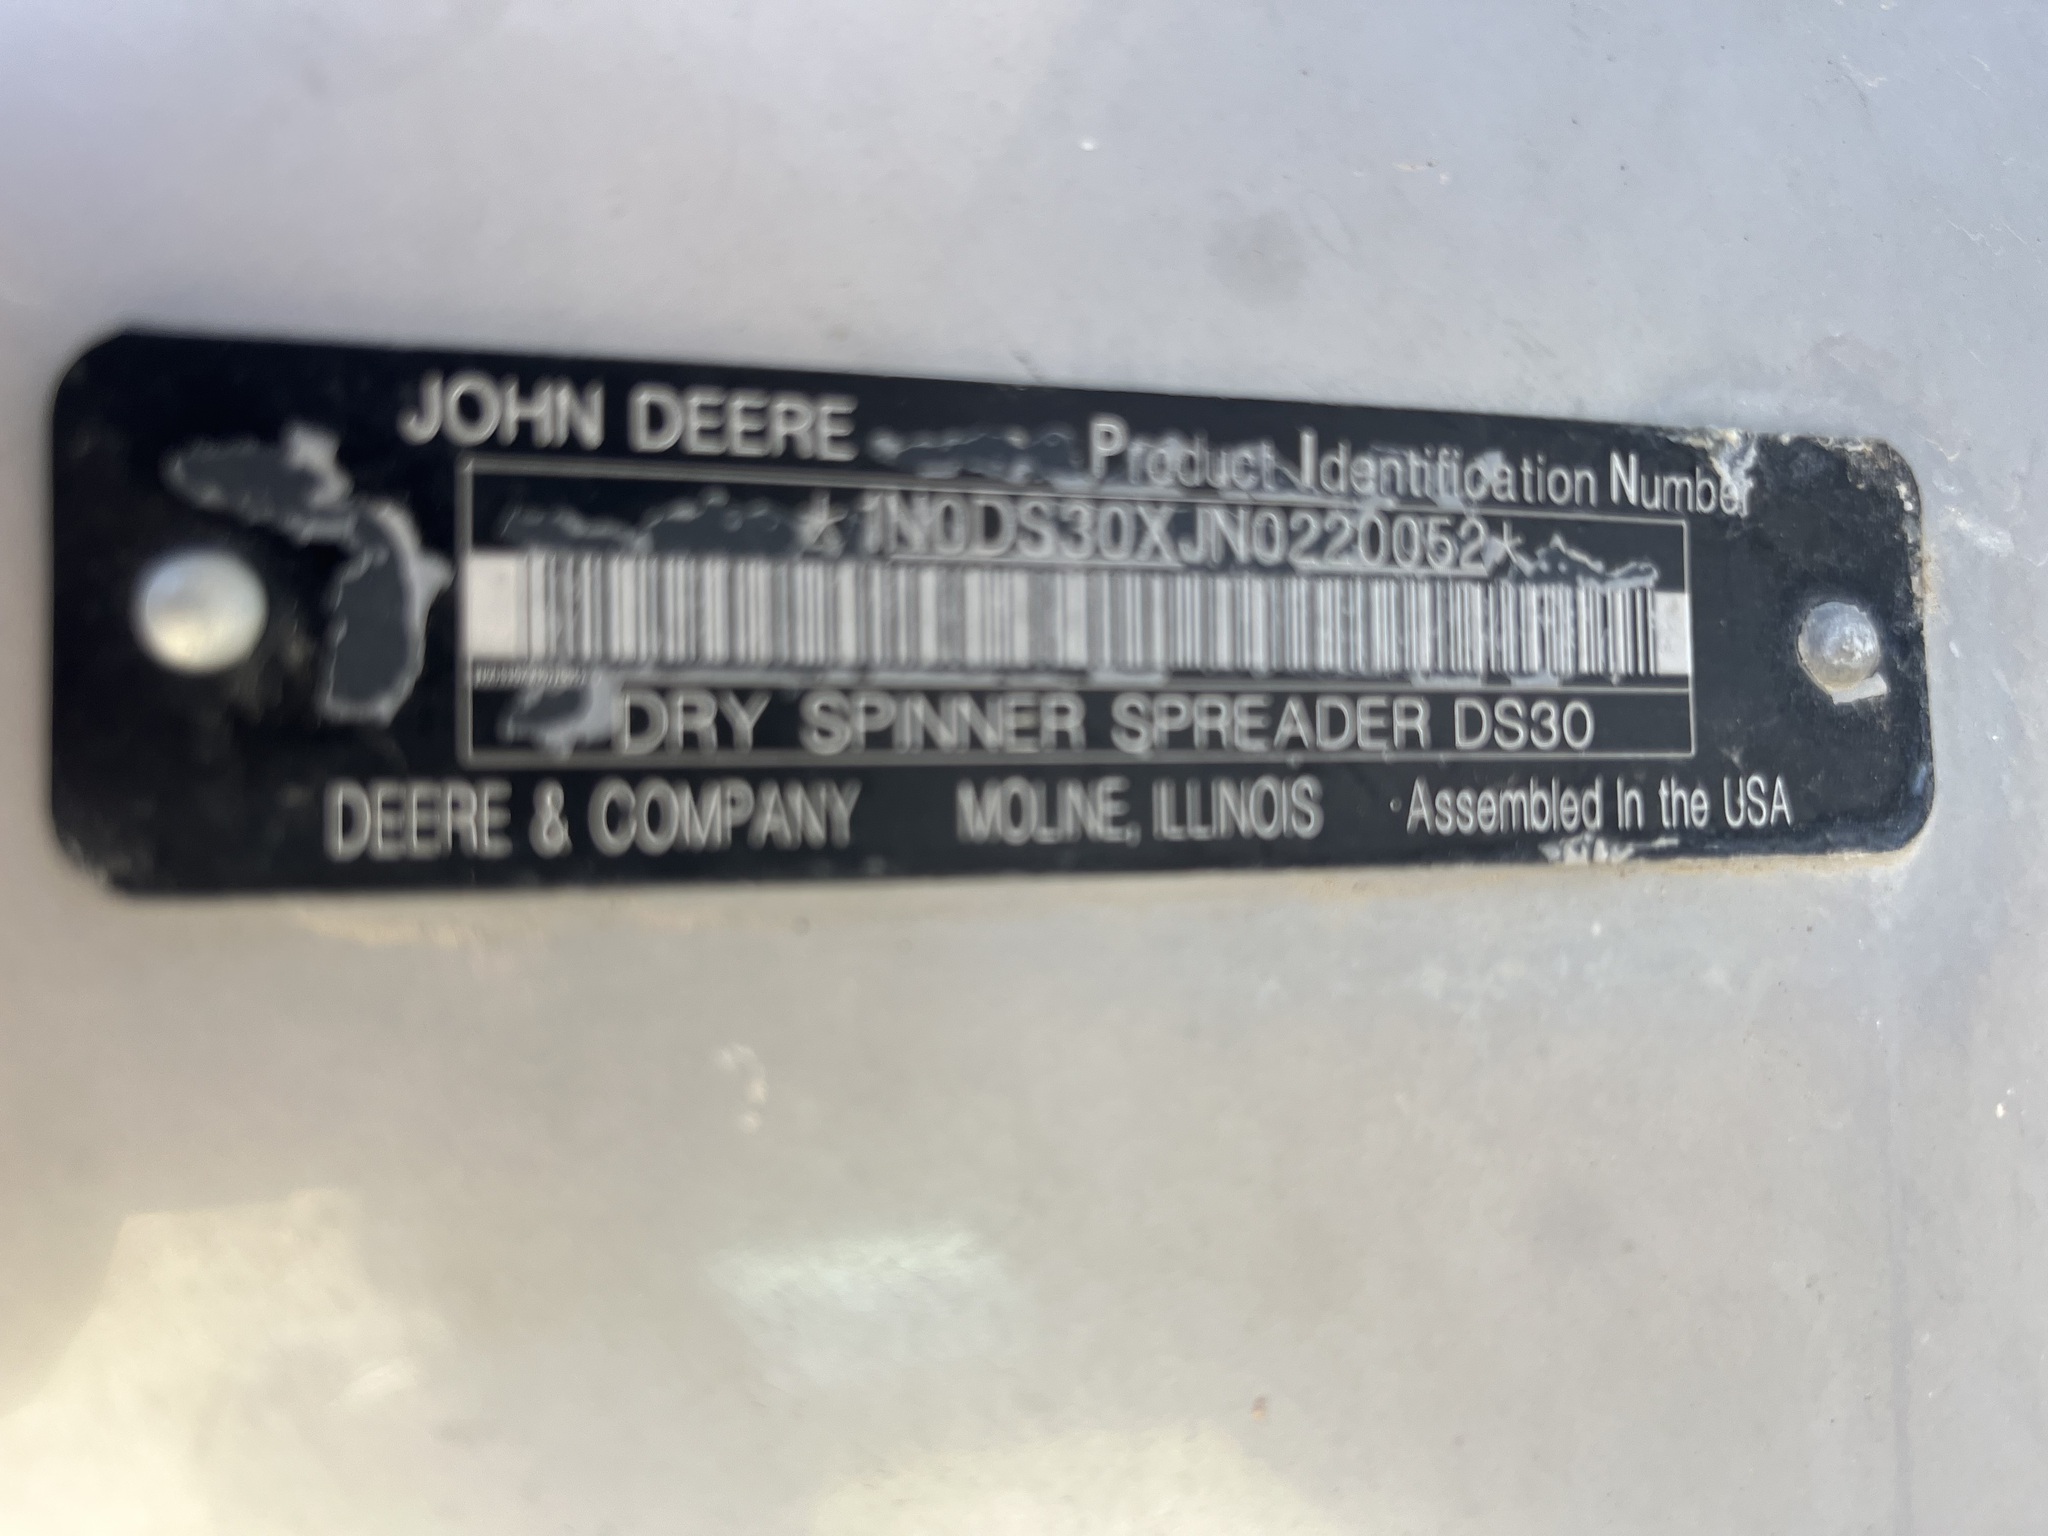 JOHN DEERE
Product Identification Number
*1N0DS30XJN0220052*
DRY SPINNER SPREADER DS30
DEERE & COMPANY MOLINE, ILLINOIS Assembled In the USA